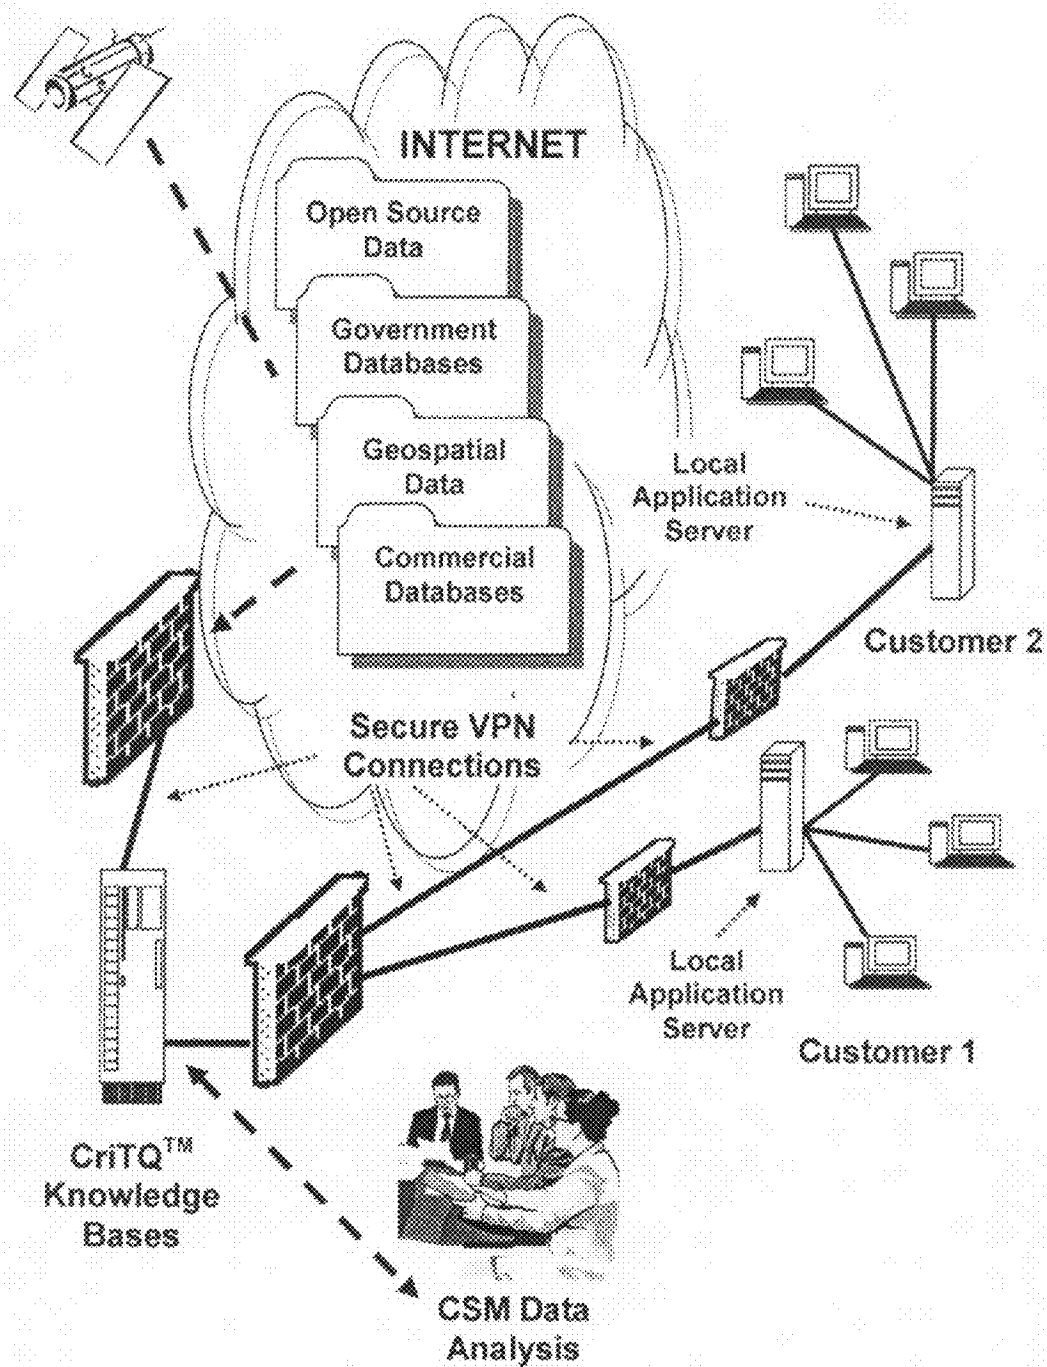 INTERNET
Open Source
Data
Government
Databases
Geospatial
Data
Commercial
Databases
Local
Application
Server
Customer 2
Secure VPN
Connections
Local
Application
Server
Customer 1
CriTQ™
Knowledge
Bases
CSM Data
Analysis